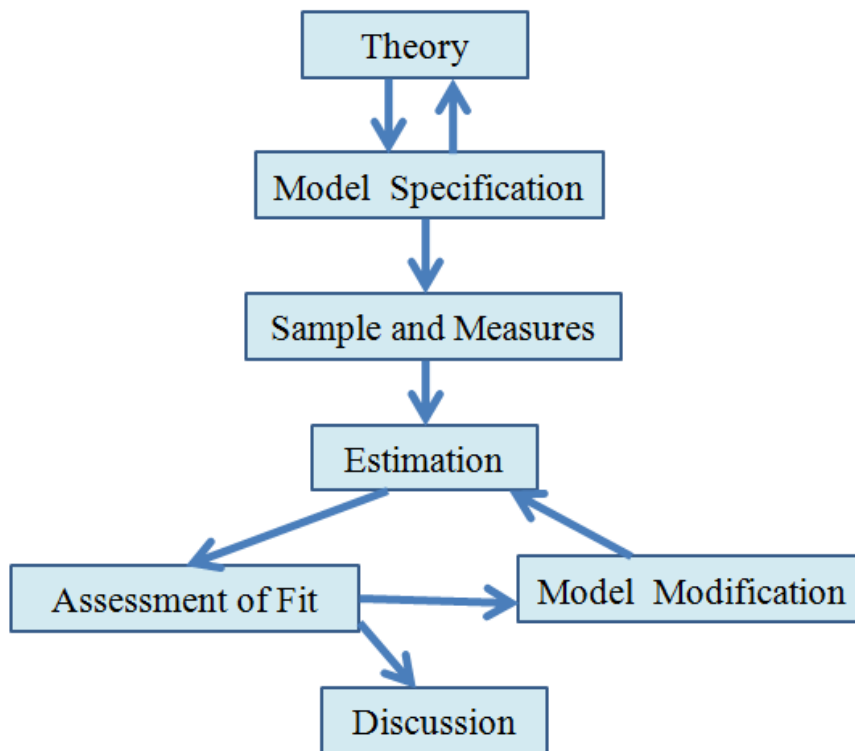 Theory
Model Specification
Sample and Measures
Estimation
Assessment of Fit
Model Modification
Discussion